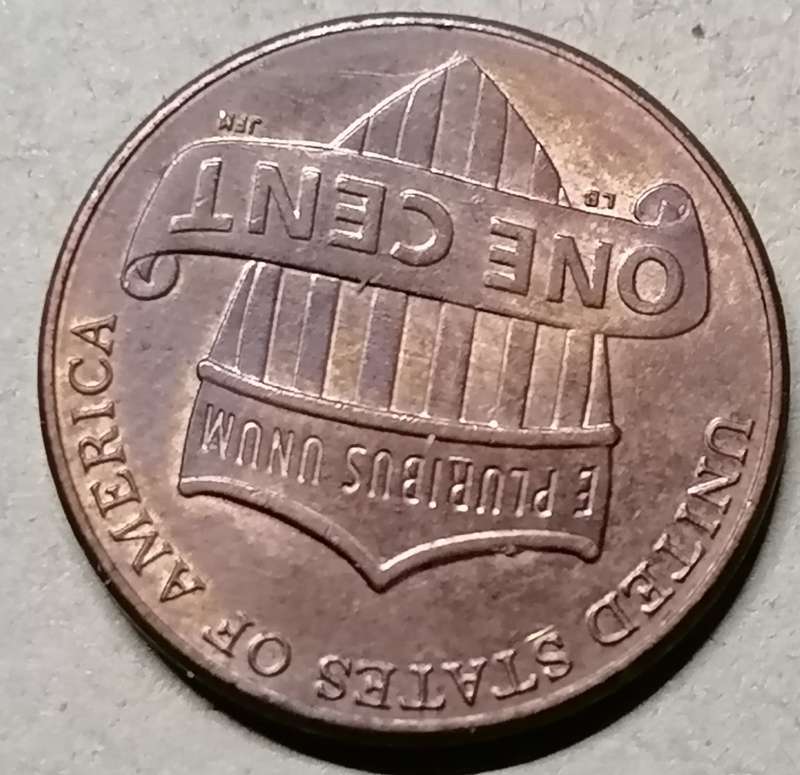 UNITED STATES OF AMERICA
E PLURIBUS UNUM
ONE CENT
LB
JFM